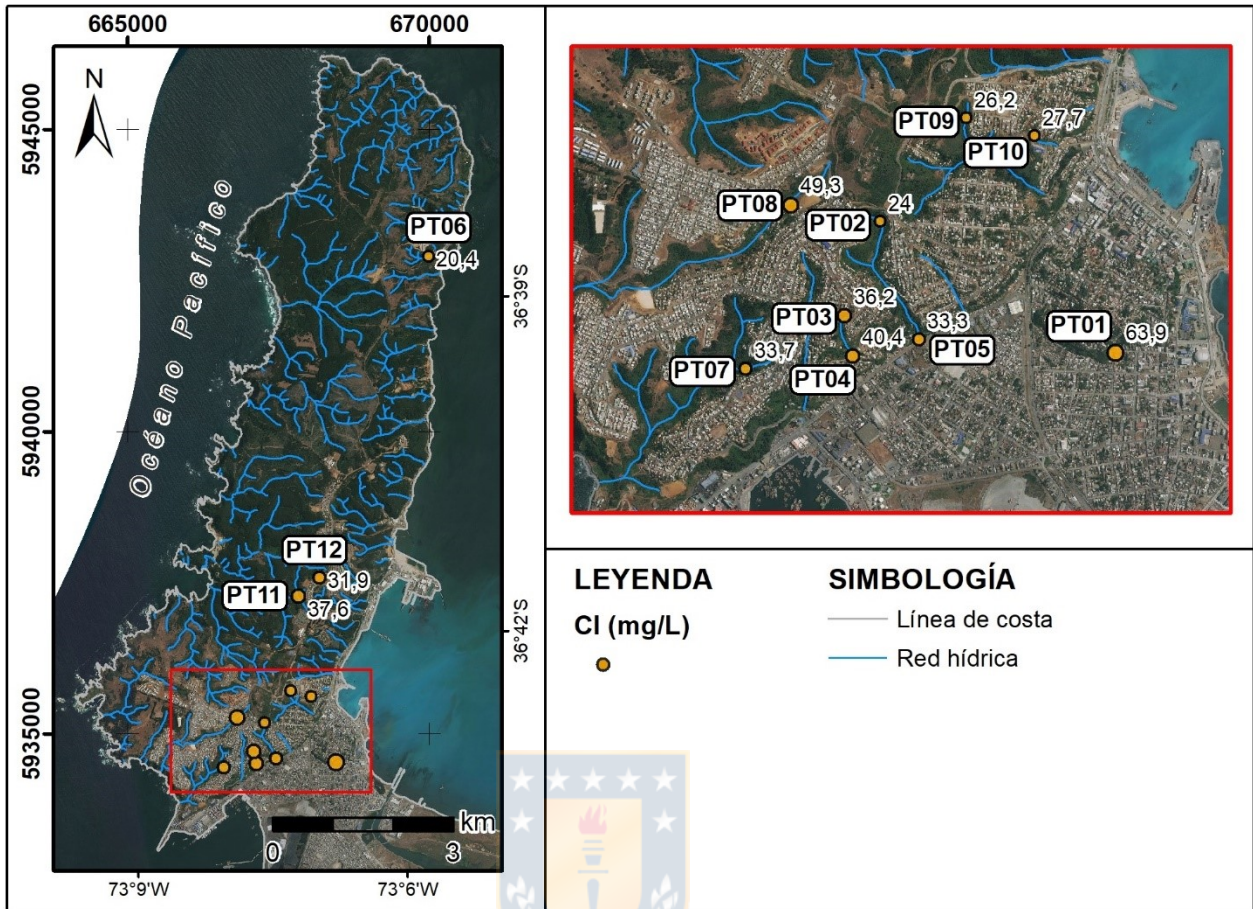 665000
670000
N
5945000
5940000
5935000
Océano Pacífico
PT06
20,4
36°39'S
PT12
31,9
PT11
37,6
36°42'S
km
0
3
73°9'W
73°6'W
PT09
26,2
27,7
PT10
PT08
49,3
PT02
24
36,2
PT03
40,4
33,3
PT05
PT01
63,9
PT07
33,7
PT04
LEYENDA
Cl (mg/L)
SIMBOLOGÍA
Línea de costa
Red hídrica